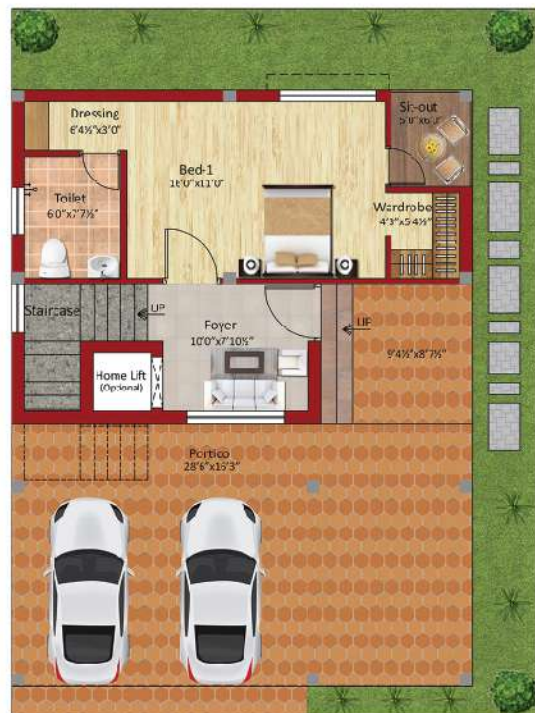 Dressing
6'4½"x3'0"
Sit-out
Bed-1
16'0"x11'0"
Toilet
6'0"x7'7½"
Wardrobe
4'3"x5'4½"
Staircase
UP
Foyer
10'0"x7'10½"
UP
9'4½"x8'7½"
Home Lift
(Optional)
Portico
28'6"x16'3"